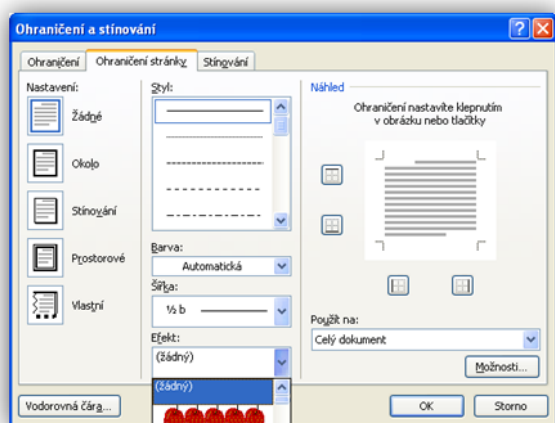 Ohraničení a stínování
Ohraničení
Ohraničení stránky
Stínování
Nastavení:
Žádné
Okolo
Stínování
Prostorové
Vlastní
Styl:
Barva:
Automatická
Šířka:
½ b
Efekt:
(žádný)
(žádný)
Náhled
Ohraničení nastavíte klepnutím
v obrázku nebo tlačítky
Použít na:
Celý dokument
Možnosti...
Vodorovná čára...
OK
Storno